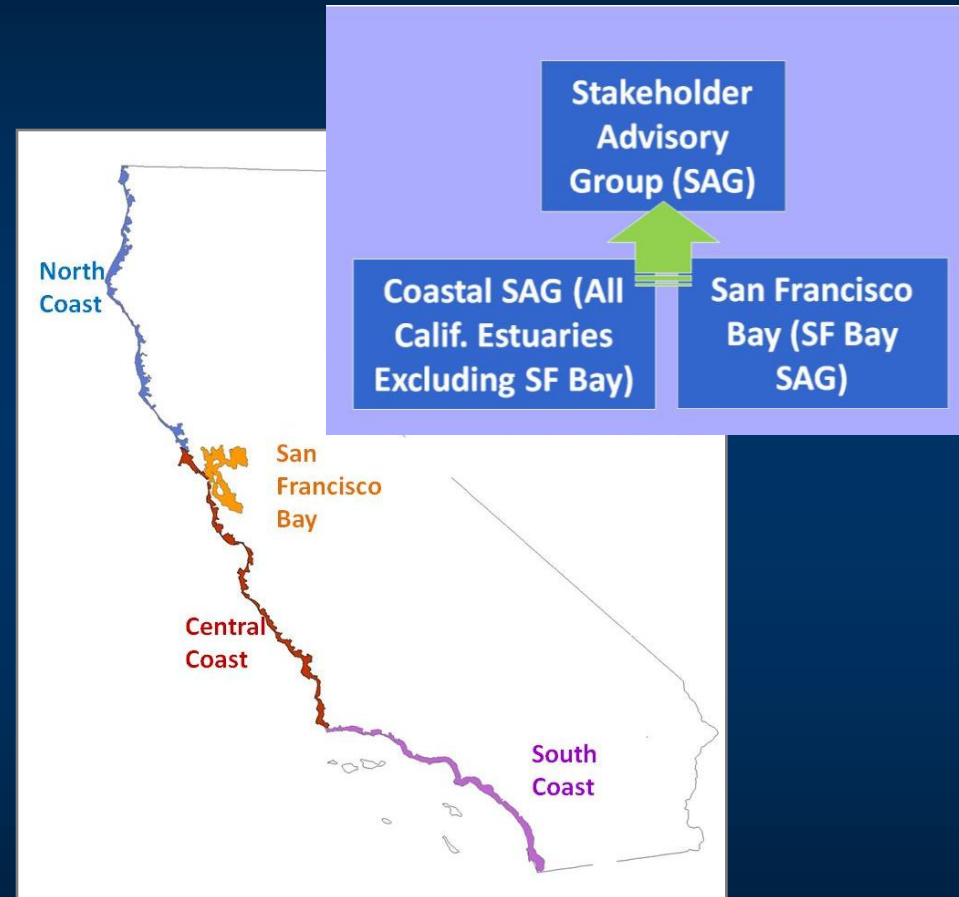 Stakeholder
Advisory
Group (SAG)
Coastal SAG (All
Calif. Estuaries
Excluding SF Bay)
San Francisco
Bay (SF Bay
SAG)
North
Coast
San
Francisco
Bay
Central
Coast
South
Coast